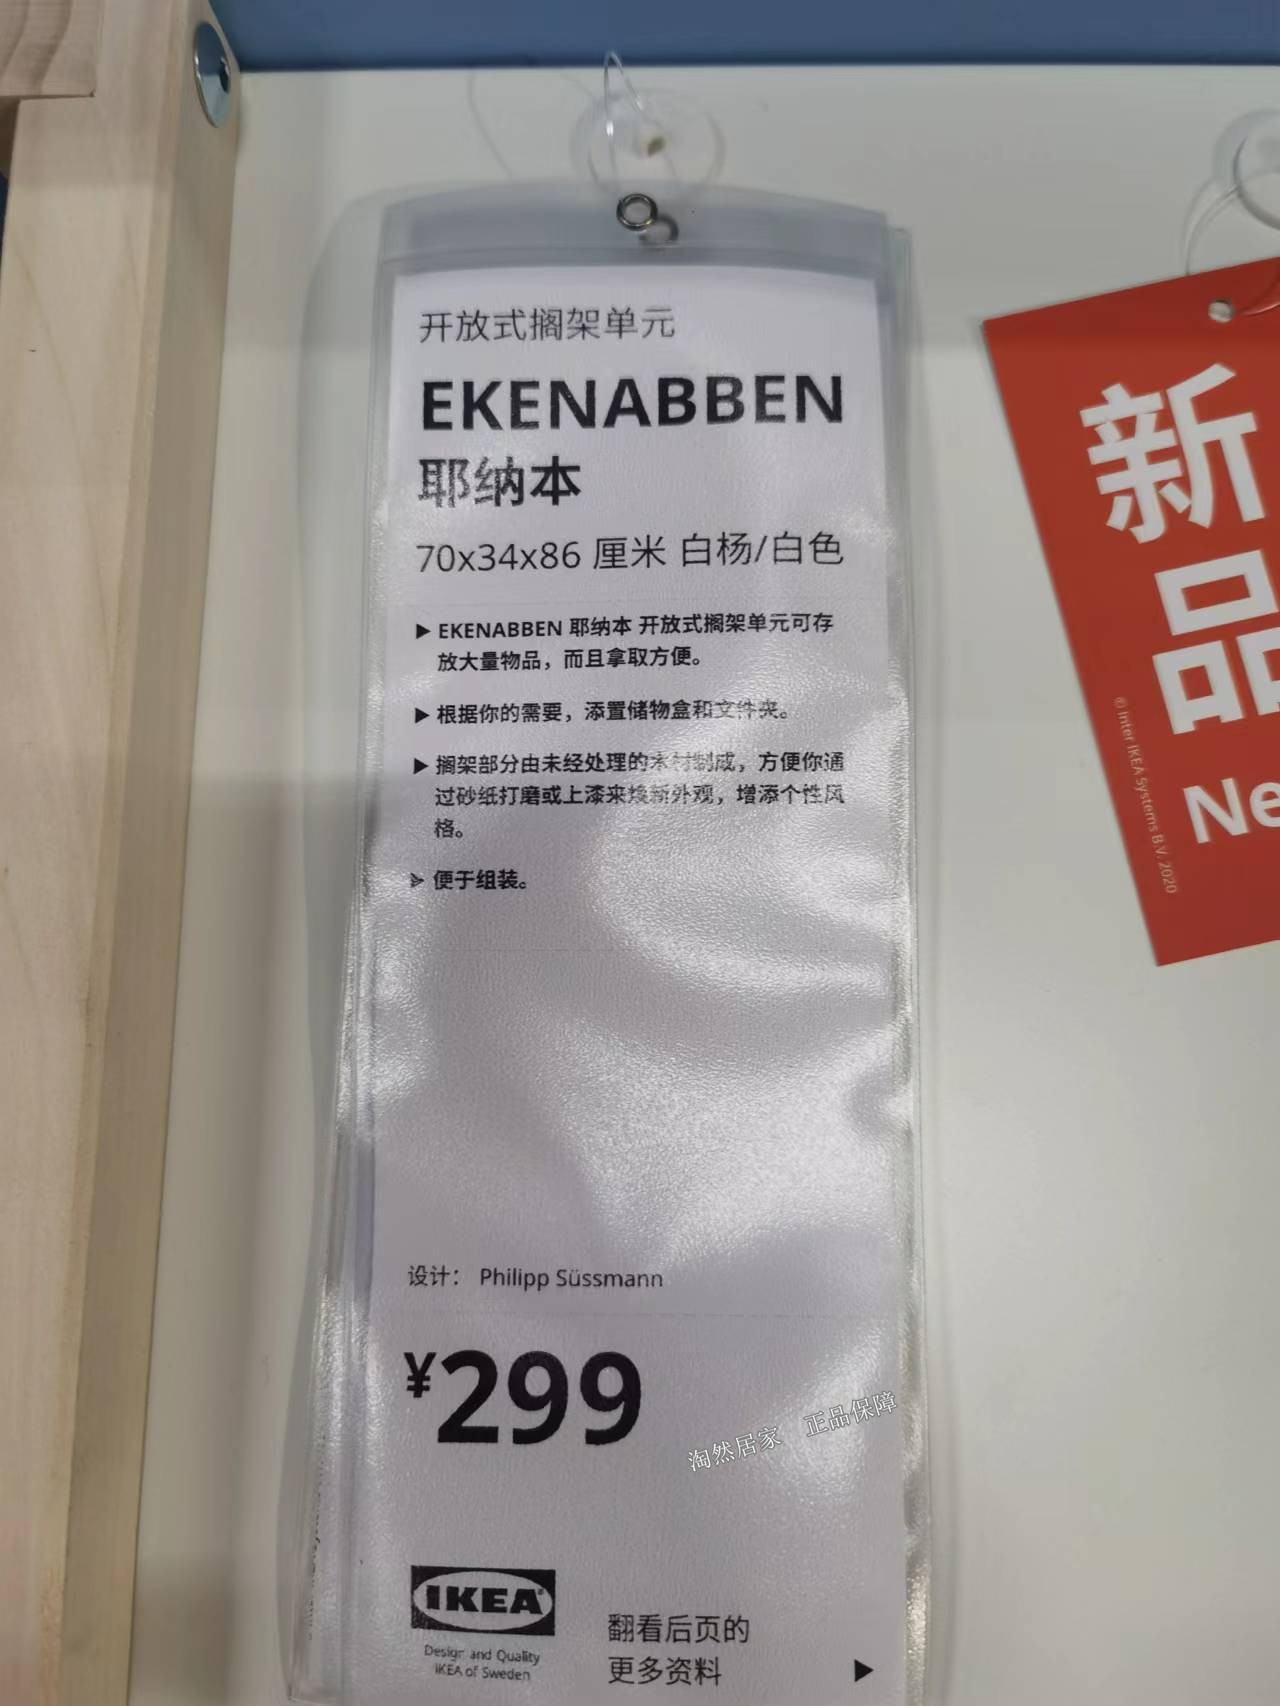 开放式搁架单元
EKENABBEN
耶纳本
70x34x86 厘米 白杨/白色
▶ EKENABBEN 耶纳本 开放式搁架单元可存
放大量物品，而且拿取方便。
▶ 根据你的需要，添置储物盒和文件夹。
▶ 搁架部分由未经处理的木材制成，方便你通
过砂纸打磨或上漆来焕新外观，增添个性风
格。
▶ 便于组装。
设计： Philipp Süssmann
¥299
淘然居家 正品保障
IKEA
Design and Quality
IKEA of Sweden
翻看后页的
更多资料 ▶
新
品
Ne
© Inter IKEA Systems B.V. 2020